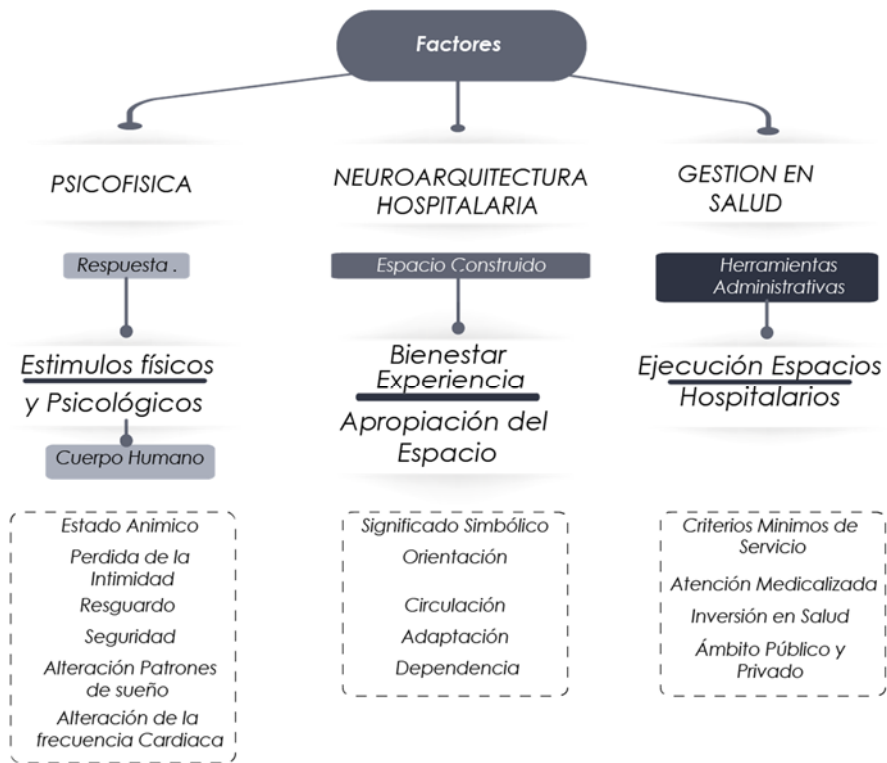 Factores
PSICOFISICA
Respuesta .
Estimulos físicos
y Psicológicos
Cuerpo Humano
Estado Animico
Perdida de la
Intimidad
Resguardo
Seguridad
Alteración Patrones
de sueño
Alteración de la
frecuencia Cardiaca
NEUROARQUITECTURA
HOSPITALARIA
Espacio Construido
Bienestar
Experiencia
Apropiación del
Espacio
Significado Simbólico
Orientación
Circulación
Adaptación
Dependencia
GESTION EN
SALUD
Herramientas
Administrativas
Ejecución Espacios
Hospitalarios
Criterios Minimos de
Servicio
Atención Medicalizada
Inversión en Salud
Ámbito Público y
Privado